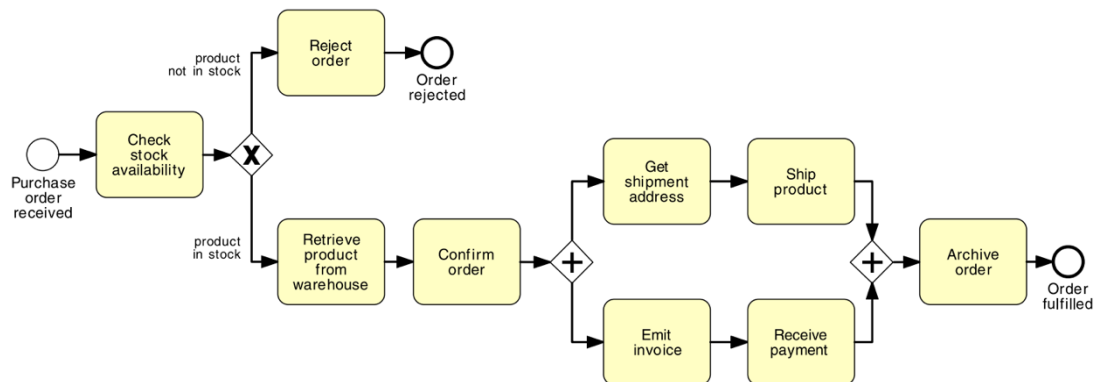 Purchase
order
received
Check
stock
availability
X
product
not in stock
Reject
order
Order
rejected
product
in stock
Retrieve
product
from
warehouse
Confirm
order
+
Get
shipment
address
Ship
product
Emit
invoice
Receive
payment
+
Archive
order
Order
fulfilled